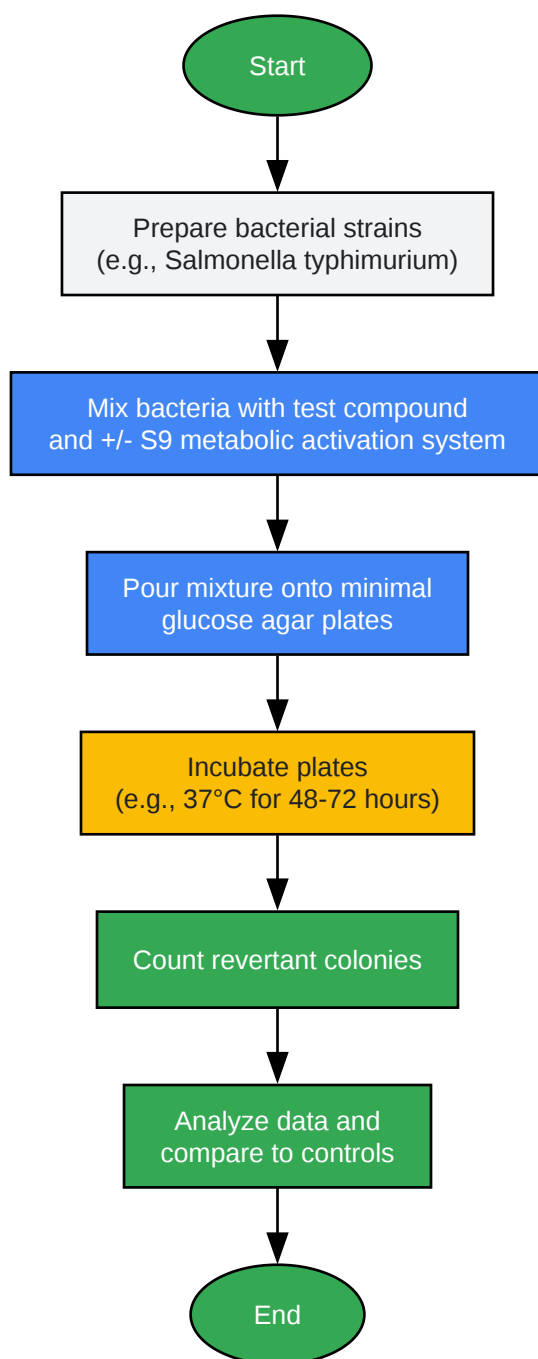 Start
Prepare bacterial strains
(e.g., Salmonella typhimurium)
Mix bacteria with test compound
and +/- S9 metabolic activation system
Pour mixture onto minimal
glucose agar plates
Incubate plates
(e.g., 37°C for 48-72 hours)
Count revertant colonies
Analyze data and
compare to controls
End